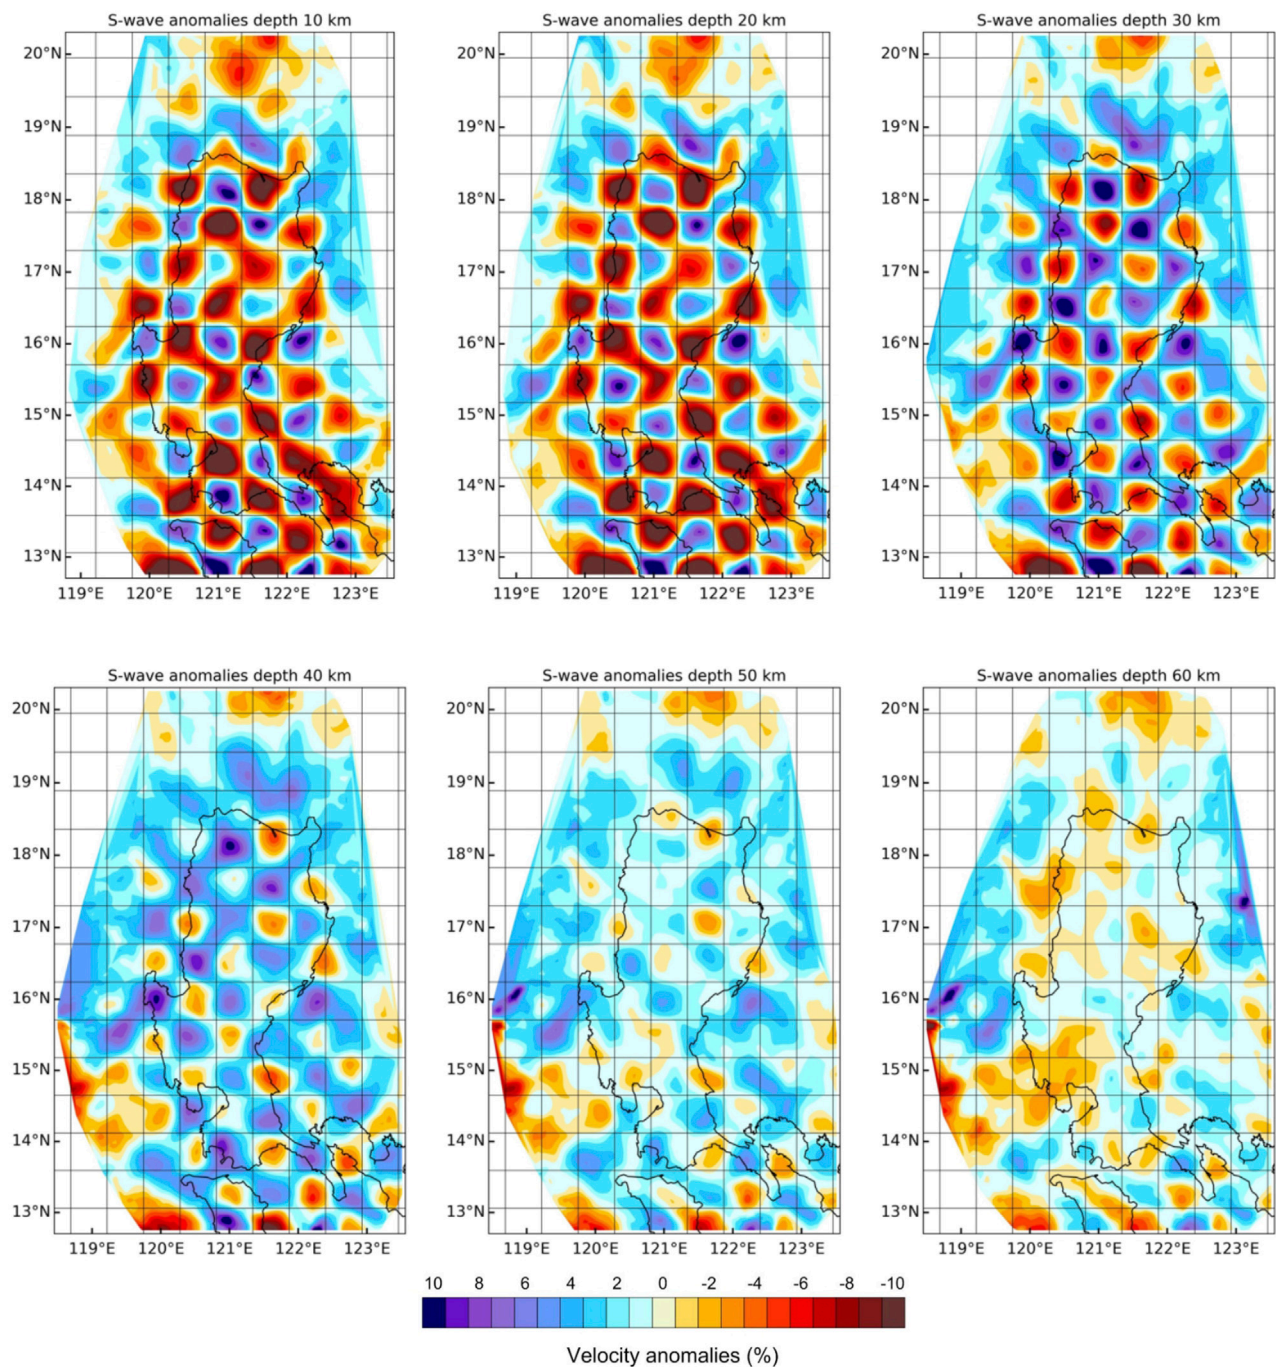 S-wave anomalies depth 10 km
S-wave anomalies depth 20 km
S-wave anomalies depth 30 km
20°N
19°N
18°N
17°N
16°N
15°N
14°N
13°N
119°E 120°E 121°E 122°E 123°E
20°N
19°N
18°N
17°N
16°N
15°N
14°N
13°N
119°E 120°E 121°E 122°E 123°E
20°N
19°N
18°N
17°N
16°N
15°N
14°N
13°N
119°E 120°E 121°E 122°E 123°E
S-wave anomalies depth 40 km
S-wave anomalies depth 50 km
S-wave anomalies depth 60 km
20°N
19°N
18°N
17°N
16°N
15°N
14°N
13°N
119°E 120°E 121°E 122°E 123°E
20°N
19°N
18°N
17°N
16°N
15°N
14°N
13°N
119°E 120°E 121°E 122°E 123°E
20°N
19°N
18°N
17°N
16°N
15°N
14°N
13°N
119°E 120°E 121°E 122°E 123°E
10 8 6 4 2 0 -2 -4 -6 -8 -10
Velocity anomalies (%)